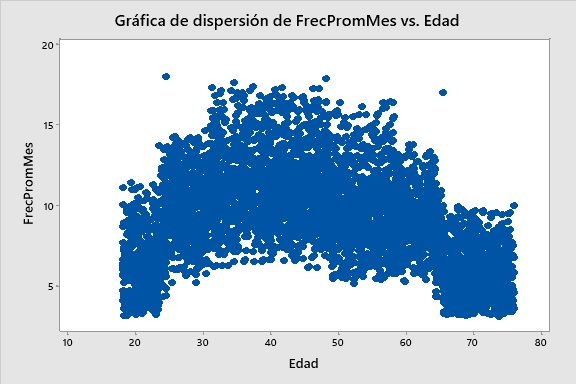 Gráfica de dispersión de FrecPromMes vs. Edad
20
15
10
5
FrecPromMes
10 20 30 40 50 60 70 80
Edad